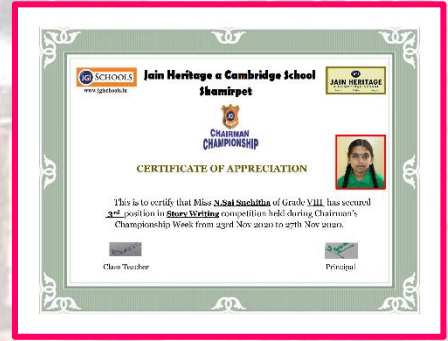 JGI SCHOOLS
www.jgischools.in
Jain Heritage a Cambridge School
Shamirpet
JAIN HERITAGE
CHAIRMAN
CHAMPIONSHIP
CERTIFICATE OF APPRECIATION
This is to certify that Miss N.Sai Snehitha of Grade VIII has secured
3rd position in Story Writing competition held during Chairman's
Championship Week from 23rd Nov 2020 to 27th Nov 2020.
Class Teacher
Principal